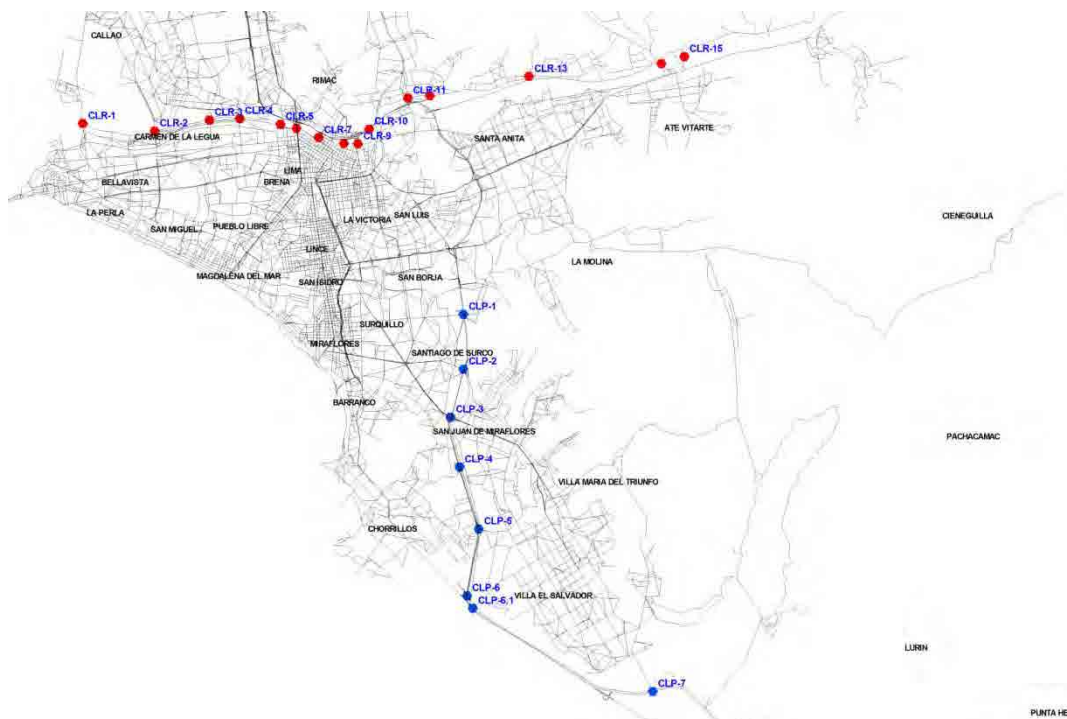 CALLAO
CLR-15
CLR-13
RIMAC
CLR-11
CLR-1
CLR-2
CLR-3
CLR-4
CLR-5
CLR-10
CLR-7
CLR-9
CARMEN DE LA LEGUA
SANTA ANITA
ATE VITARTE
LIMA
BREÑA
BELLAVISTA
LA PERLA
SAN MIGUEL
PUEBLO LIBRE
LA VICTORIA
SAN LUIS
CIENEGUILLA
LINCE
LA MOLINA
MAGDALENA DEL MAR
SAN ISIDRO
SAN BORJA
CLP-1
SURQUILLO
MIRAFLORES
SANTIAGO DE SURCO
CLP-2
BARRANCO
CLP-3
SAN JUAN DE MIRAFLORES
PACHACAMAC
CLP-4
VILLA MARIA DEL TRIUNFO
CHORRILLOS
CLP-5
CLP-6
VILLA EL SALVADOR
CLP-6,1
LURIN
CLP-7
PUNTA HE